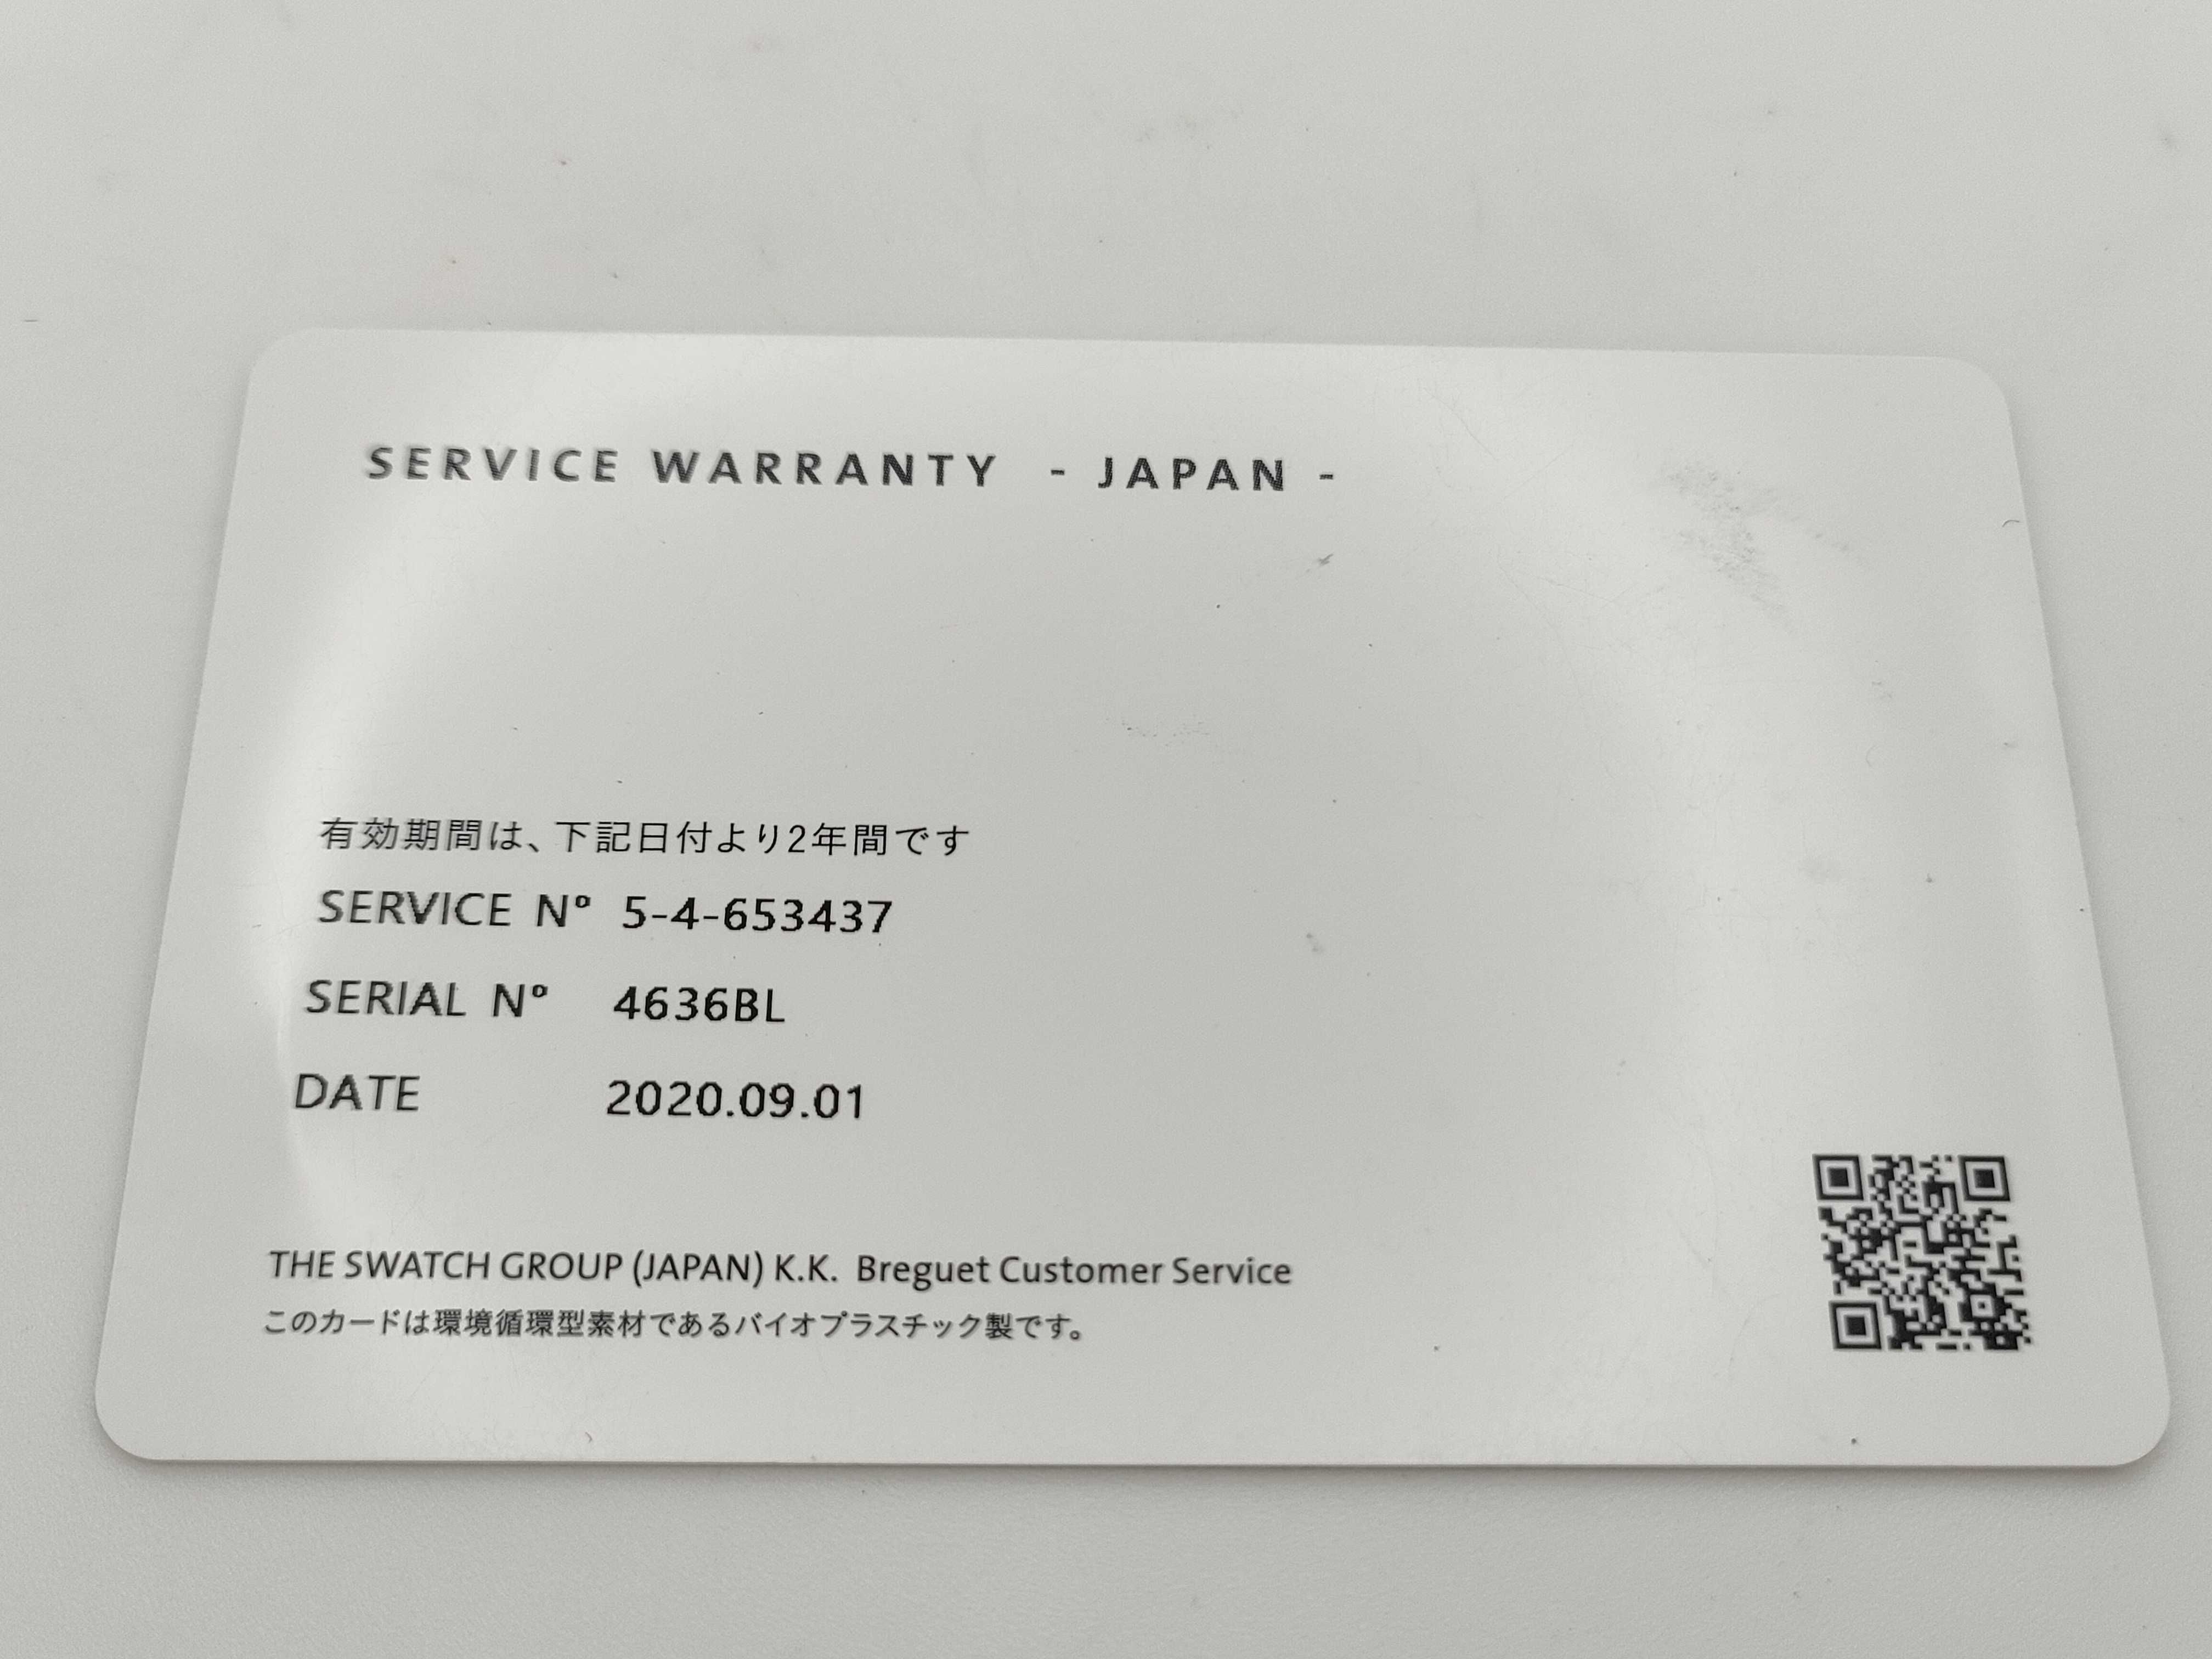 SERVICE WARRANTY - JAPAN -
有効期間は、下記日付より2年間です
SERVICE Nº 5-4-653437
SERIAL Nº 4636BL
DATE 2020.09.01
THE SWATCH GROUP (JAPAN) K.K. Breguet Customer Service
このカードは環境循環型素材であるバイオプラスチック製です。